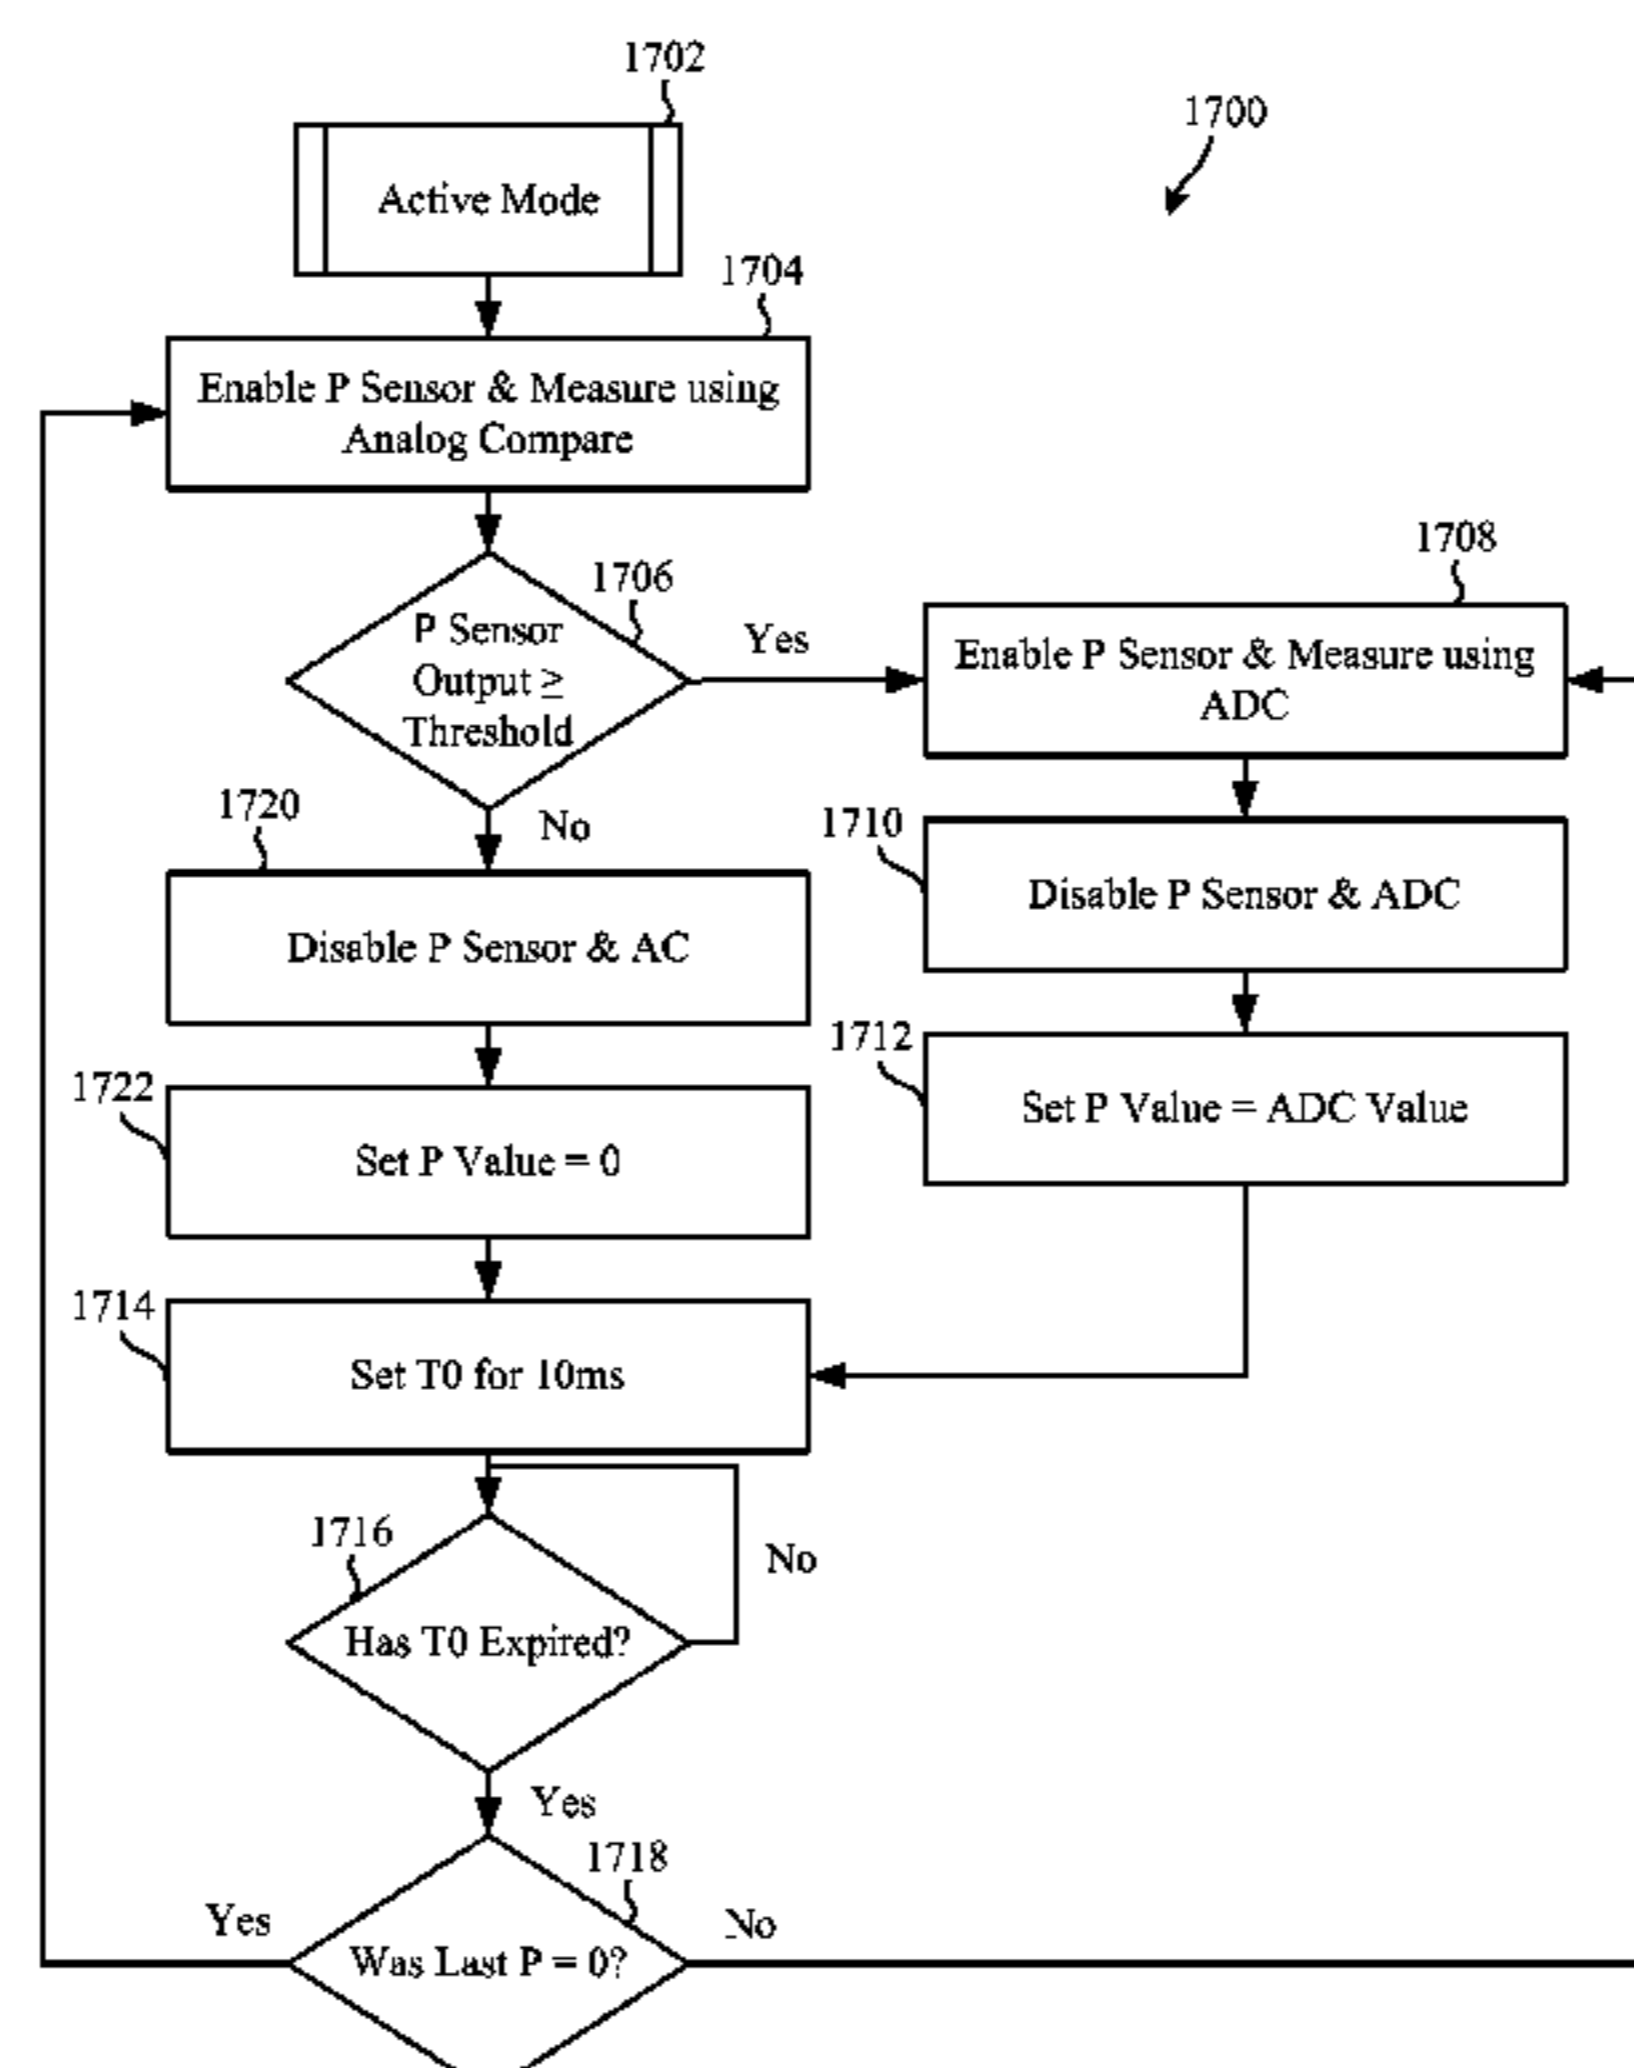 1702
1700
Active Mode
1704
Enable P Sensor & Measure using
Analog Compare
1706
P Sensor
Output ≥
Threshold
Yes
1708
Enable P Sensor & Measure using
ADC
1720
No
1710
Disable P Sensor & ADC
Disable P Sensor & AC
1712
Set P Value = ADC Value
1722
Set P Value = 0
1714
Set T0 for 10ms
1716
No
Has T0 Expired?
Yes
1718
Yes
No
Was Last P = 0?